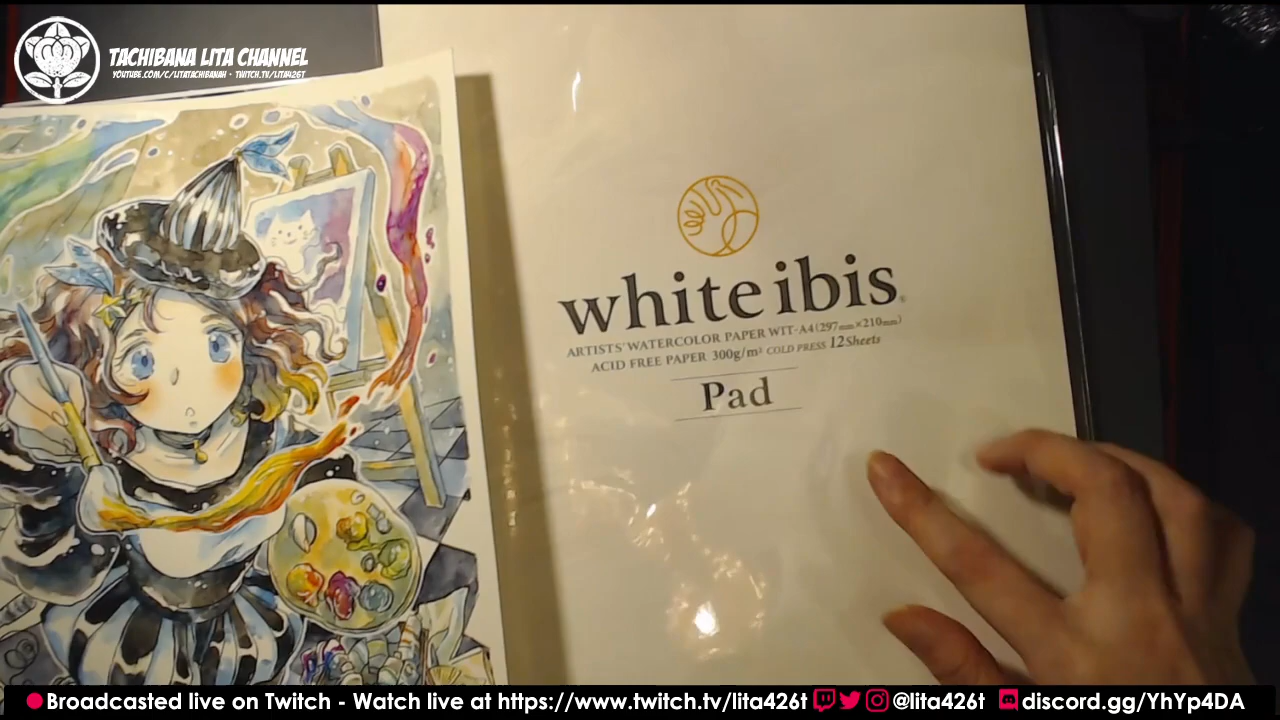 TACHIBANA LITA CHANNEL
YOUTUBE.COM/C/LITATACHIBANAH - TWITCH.TV/LITA426T
white ibis
ARTISTS' WATERCOLOR PAPER WIT-A4(297mm×210mm)
ACID FREE PAPER 300g/m² COLD PRESS 12Sheets
Pad
Broadcasted live on Twitch - Watch live at https://www.twitch.tv/lita426t @lita426t discord.gg/YhYp4DA